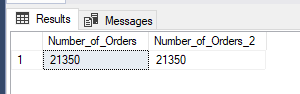 Results Messages
Number_of_Orders Number_of_Orders_2
1 21350 21350